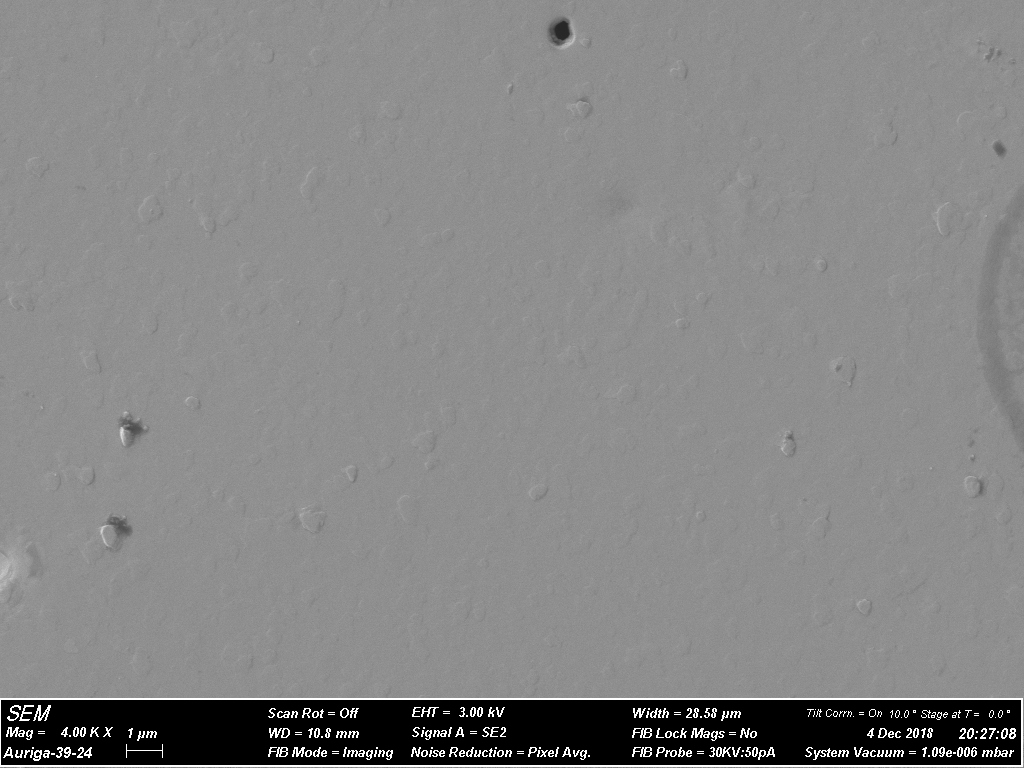 SEM
Mag = 4.00 K X 1 µm
Auriga-39-24
Scan Rot = Off
WD = 10.8 mm
FIB Mode = Imaging
EHT = 3.00 kV
Signal A = SE2
Noise Reduction = Pixel Avg.
Width = 28.58 µm
FIB Lock Mags = No
FIB Probe = 30KV:50pA
Tilt Corrn. = On 10.0 ° Stage at T = 0.0 °
4 Dec 2018 20:27:08
System Vacuum = 1.09e-006 mbar